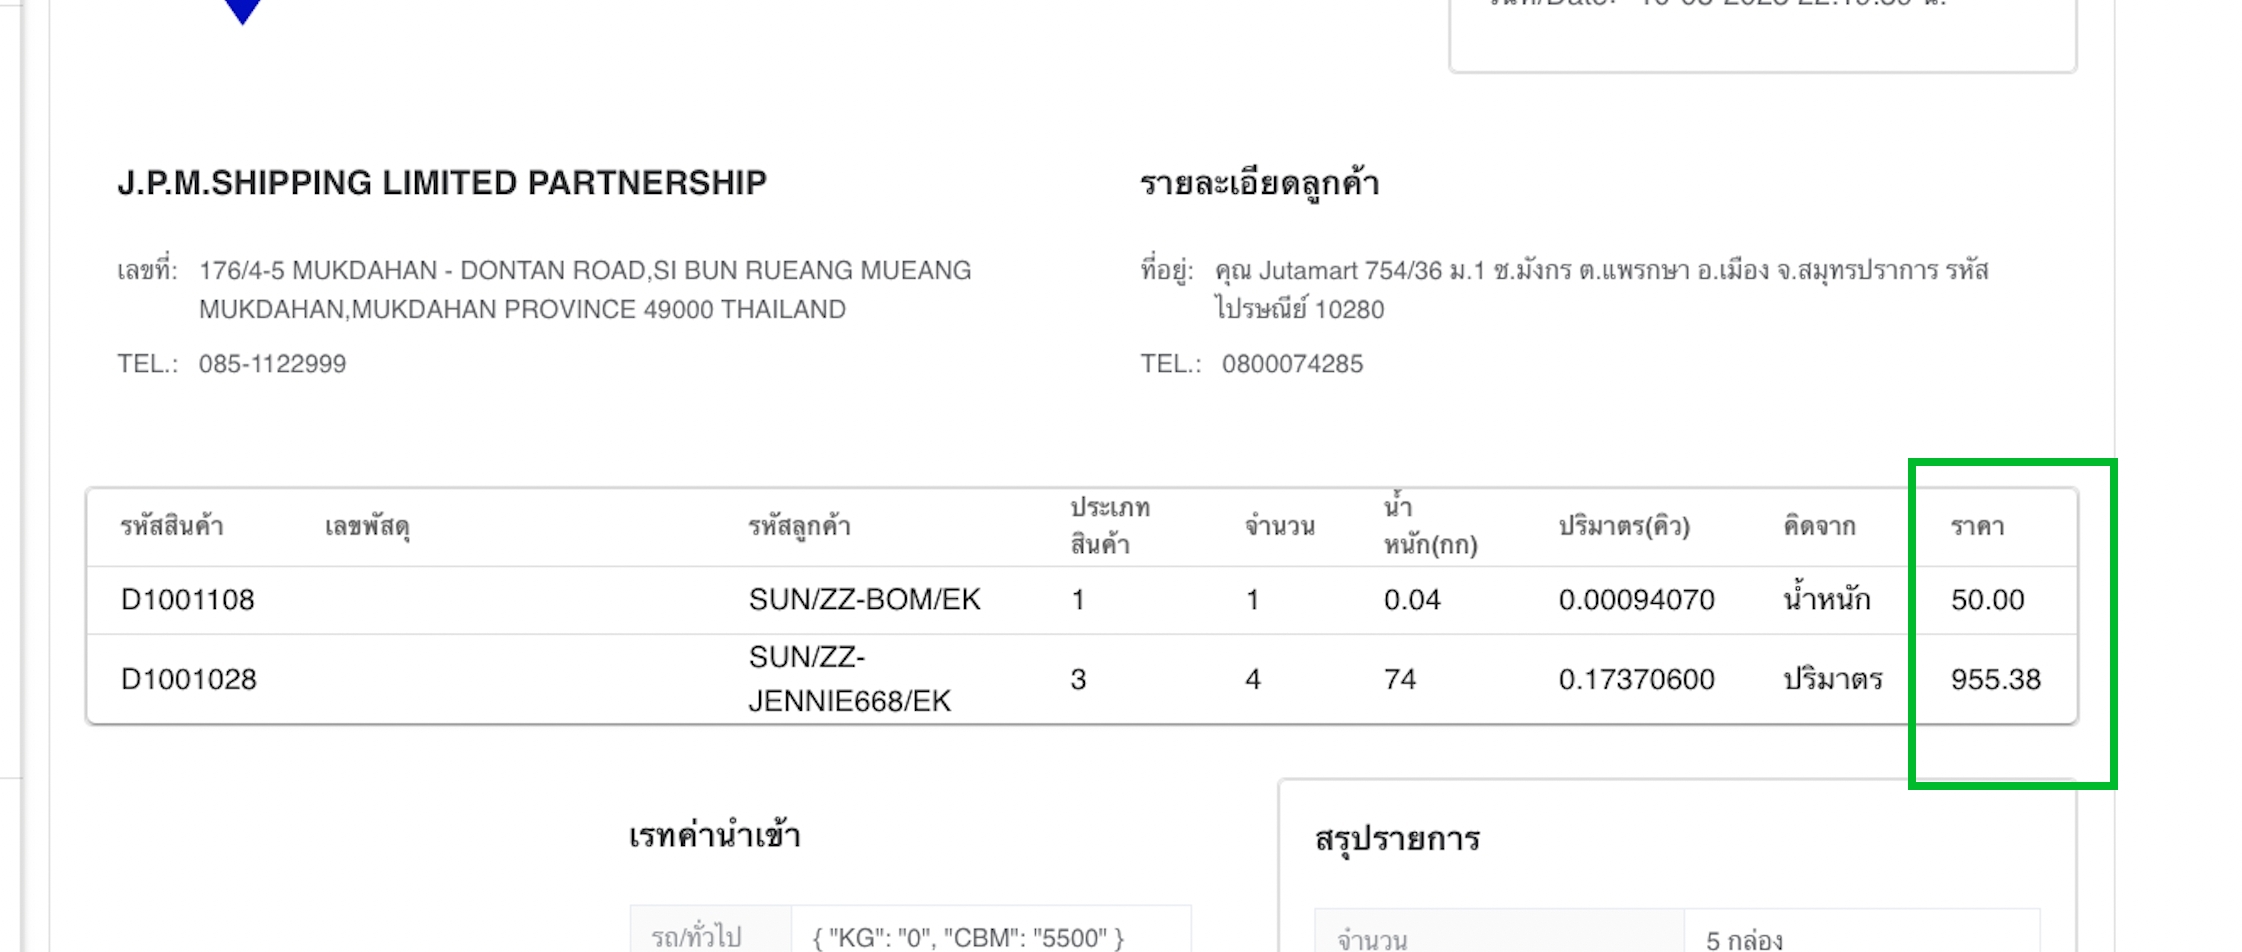 J.P.M.SHIPPING LIMITED PARTNERSHIP
เลขที่: 176/4-5 MUKDAHAN - DONTAN ROAD,SI BUN RUEANG MUEANG
MUKDAHAN,MUKDAHAN PROVINCE 49000 THAILAND
TEL.: 085-1122999
รายละเอียดลูกค้า
ที่อยู่: คุณ Jutamart 754/36 ม.1 ซ.มังกร ต.แพรกษา อ.เมือง จ.สมุทรปราการ รหัส
ไปรษณีย์ 10280
TEL.: 0800074285
รหัสสินค้า เลขพัสดุ รหัสลูกค้า ประเภท สินค้า จำนวน น้ำ หนัก(กก) ปริมาตร(คิว) คิดจาก ราคา
D1001108 SUN/ZZ-BOM/EK 1 1 0.04 0.00094070 น้ำหนัก 50.00
D1001028 SUN/ZZ- JENNIE668/EK 3 4 74 0.17370600 ปริมาตร 955.38
เรทค่านำเข้า
รถ/ทั่วไป { "KG": "0", "CBM": "5500" }
สรุปรายการ
จำนวน 5 กล่อง